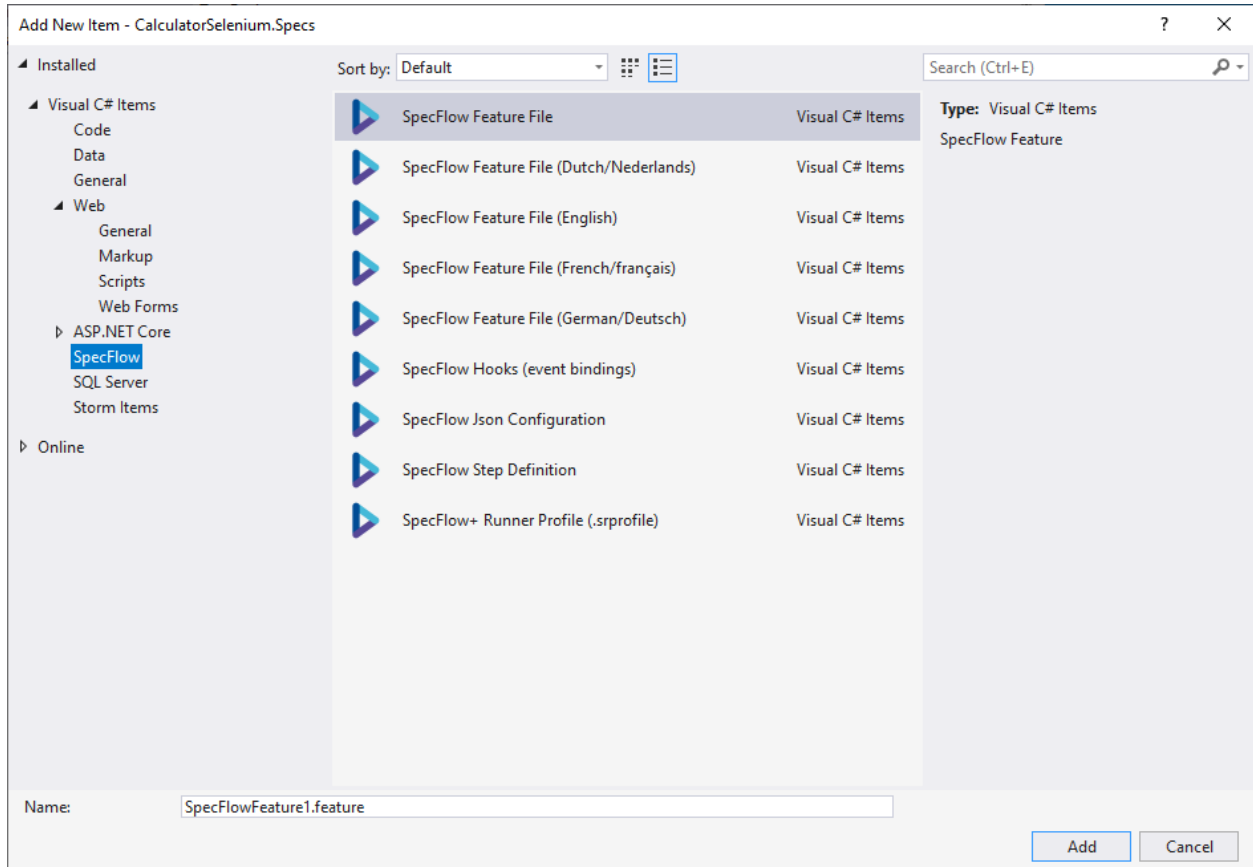 Add New Item - CalculatorSelenium.Specs
?
Installed
Sort by: Default
Search (Ctrl+E)
Visual C# Items
Code
Data
General
Web
General
Markup
Scripts
Web Forms
ASP.NET Core
SpecFlow
SQL Server
Storm Items
Online
SpecFlow Feature File Visual C# Items
SpecFlow Feature File (Dutch/Nederlands) Visual C# Items
SpecFlow Feature File (English) Visual C# Items
SpecFlow Feature File (French/français) Visual C# Items
SpecFlow Feature File (German/Deutsch) Visual C# Items
SpecFlow Hooks (event bindings) Visual C# Items
SpecFlow Json Configuration Visual C# Items
SpecFlow Step Definition Visual C# Items
SpecFlow+ Runner Profile (.srprofile) Visual C# Items
Type: Visual C# Items
SpecFlow Feature
Name: SpecFlowFeature1.feature
Add Cancel